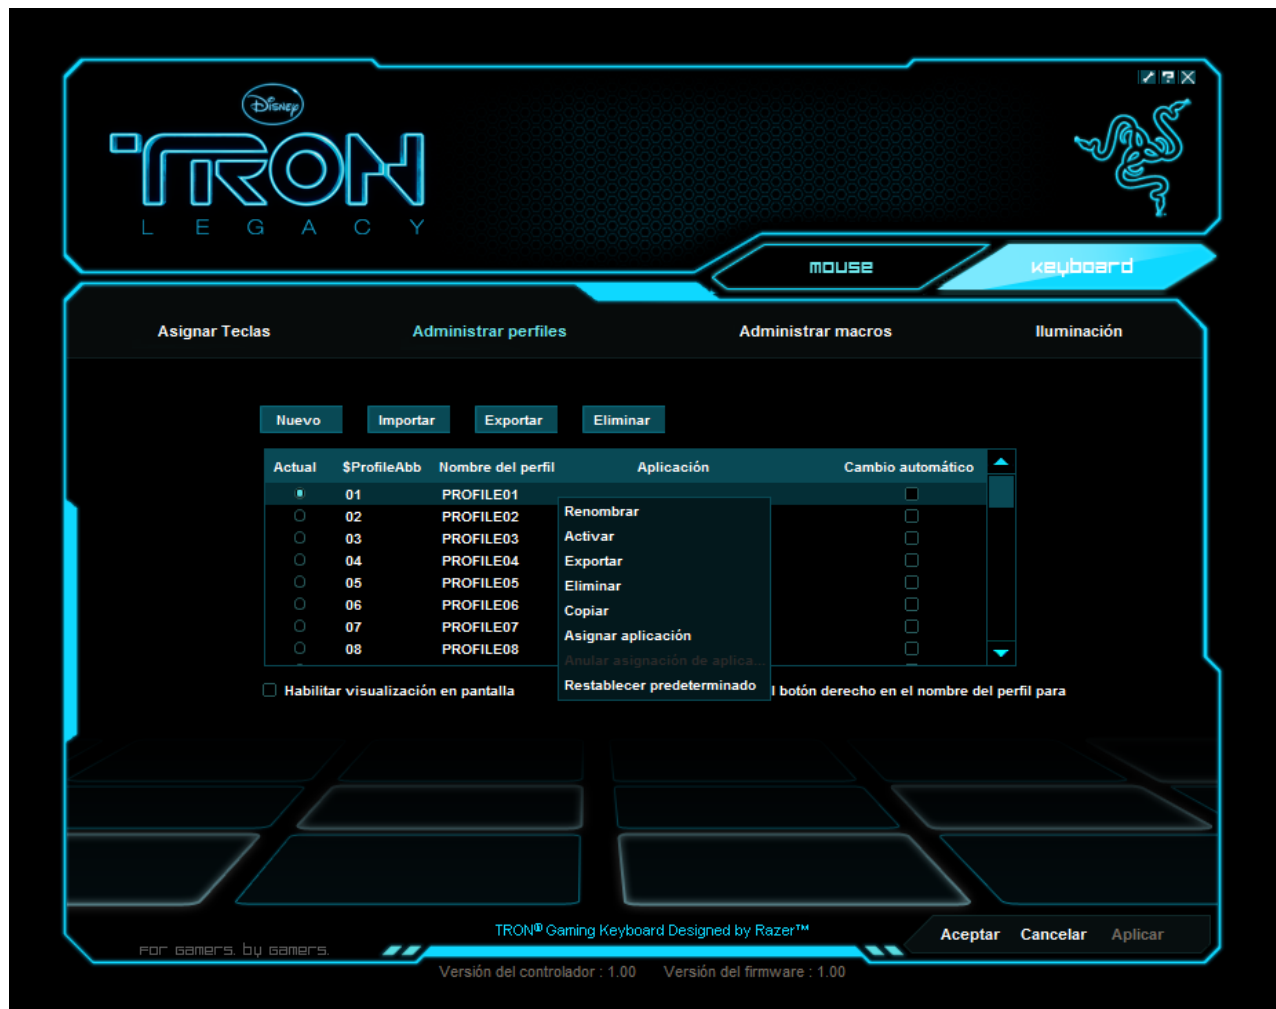 Disney
TRON
LEGACY
mouse
keyboard
Asignar Teclas
Administrar perfiles
Administrar macros
Iluminación
Nuevo
Importar
Exportar
Eliminar
Actual $ProfileAbb Nombre del perfil Aplicación Cambio automático
01 PROFILE01
02 PROFILE02
03 PROFILE03
04 PROFILE04
05 PROFILE05
06 PROFILE06
07 PROFILE07
08 PROFILE08
Renombrar
Activar
Exportar
Eliminar
Copiar
Asignar aplicación
Anular asignación de aplica...
Restablecer predeterminado
Habilitar visualización en pantalla
l botón derecho en el nombre del perfil para
TRON® Gaming Keyboard Designed by Razer™
For gamers. by gamers.
Aceptar Cancelar Aplicar
Versión del controlador : 1.00 Versión del firmware : 1.00